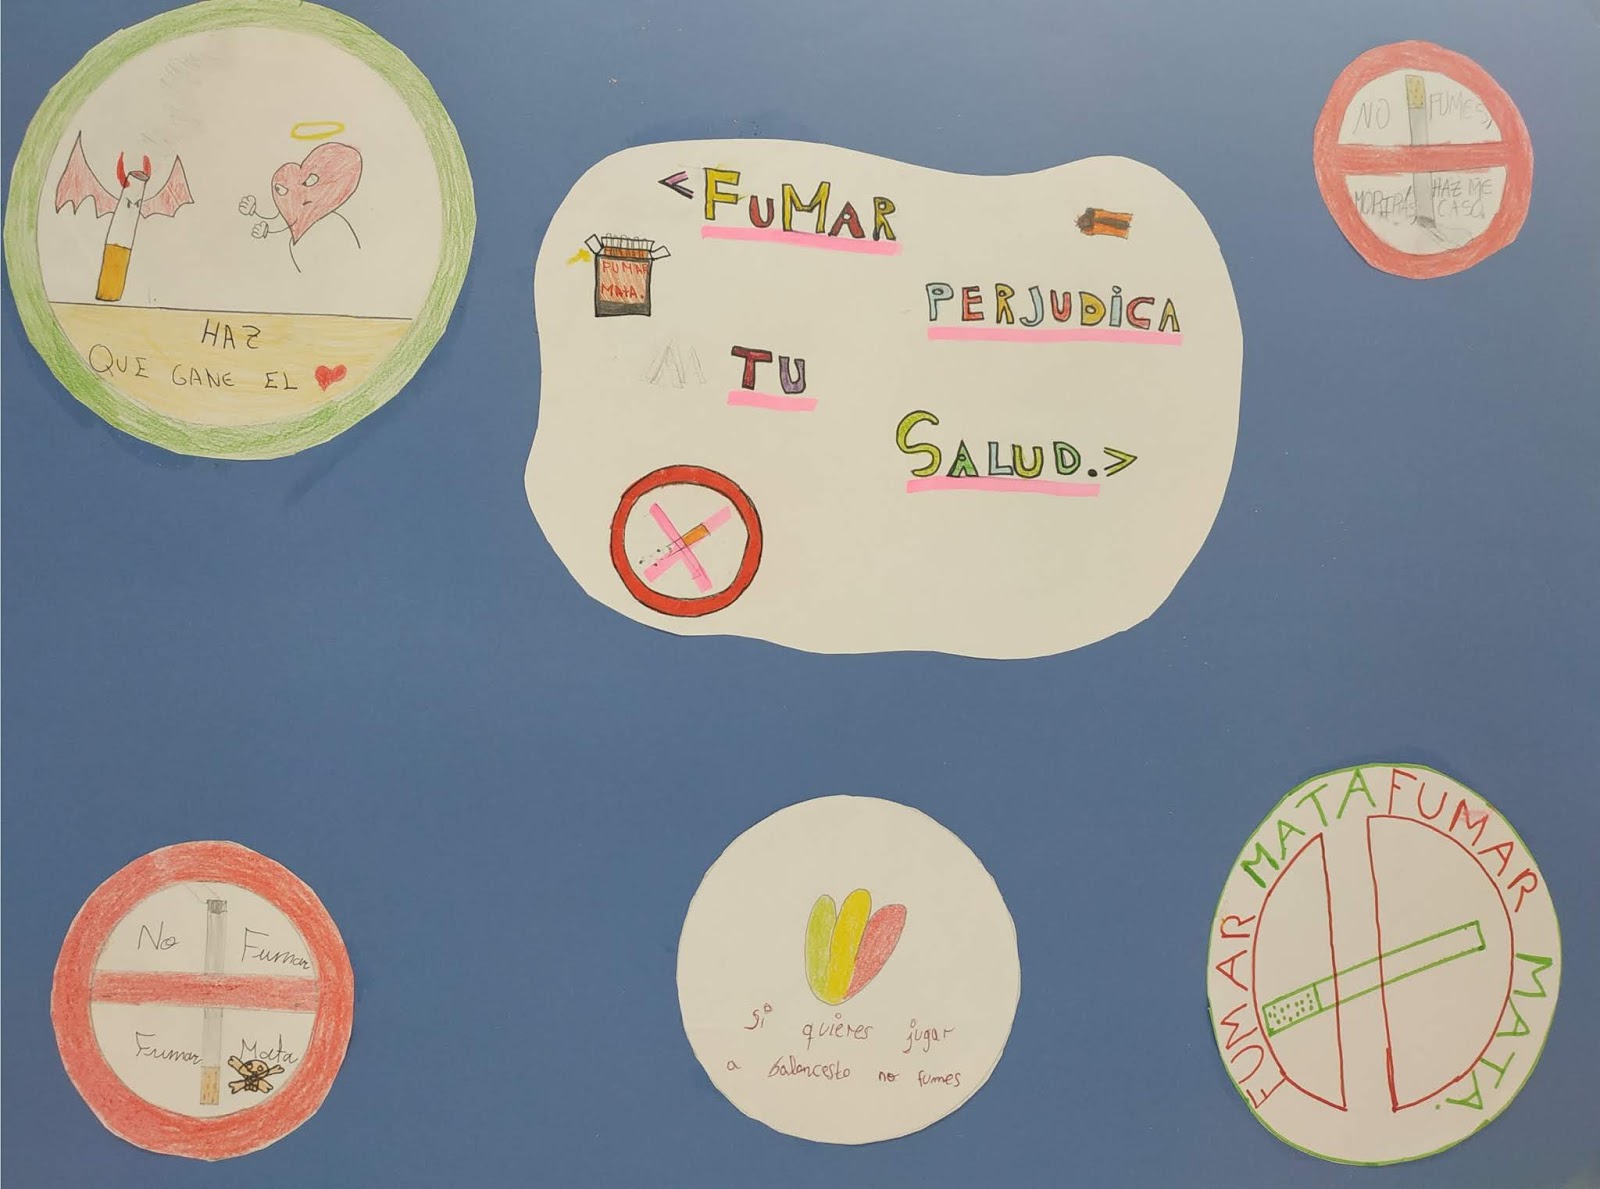 HAZ
QUE GANE EL
<FUMAR
PERJUDICA
TU
SALUD.>
FUMAR
MATA.
NO FUMES,
MORIRÁS HAZ ME
CASO.
No Fumar
Fumar Mata
Si quieres jugar
a baloncesto no fumes
FUMAR MATA FUMAR MATA.